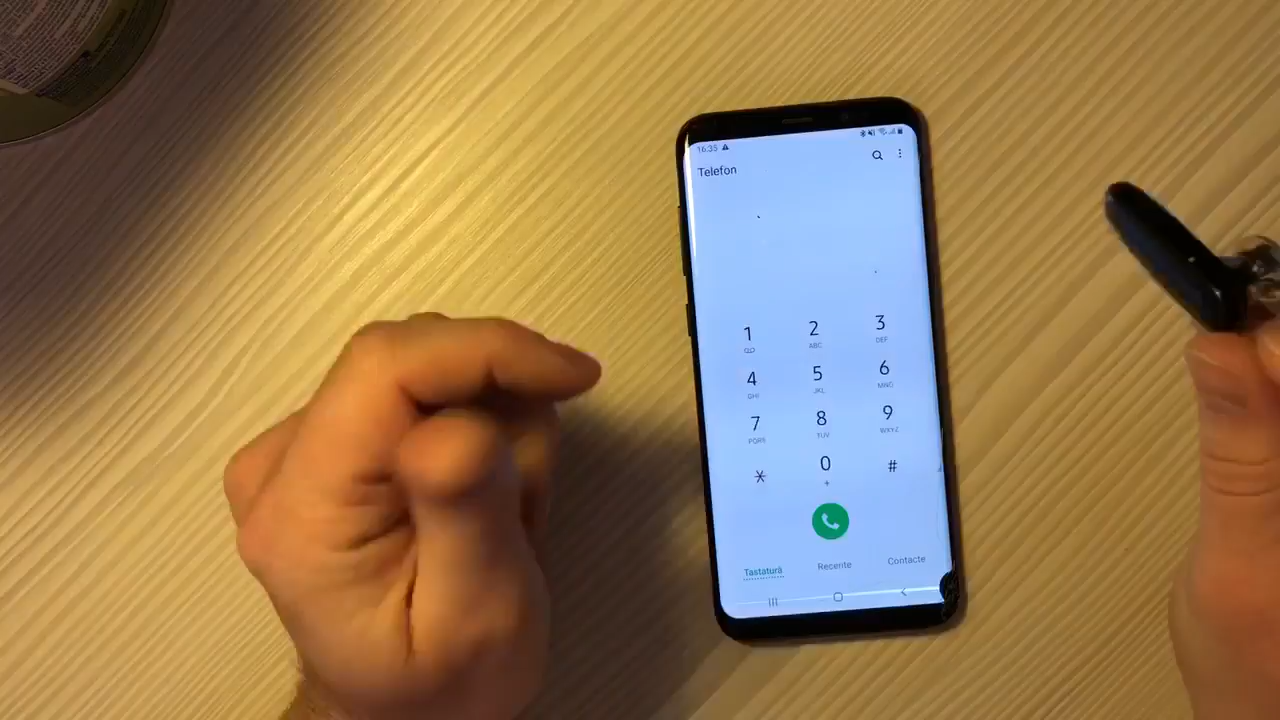 16:35
Telefon
1
2
ABC
3
DEF
4
GHI
5
JKL
6
MNO
7
PQRS
8
TUV
9
WXYZ
*
0
+
#
Tastatură
Recente
Contacte